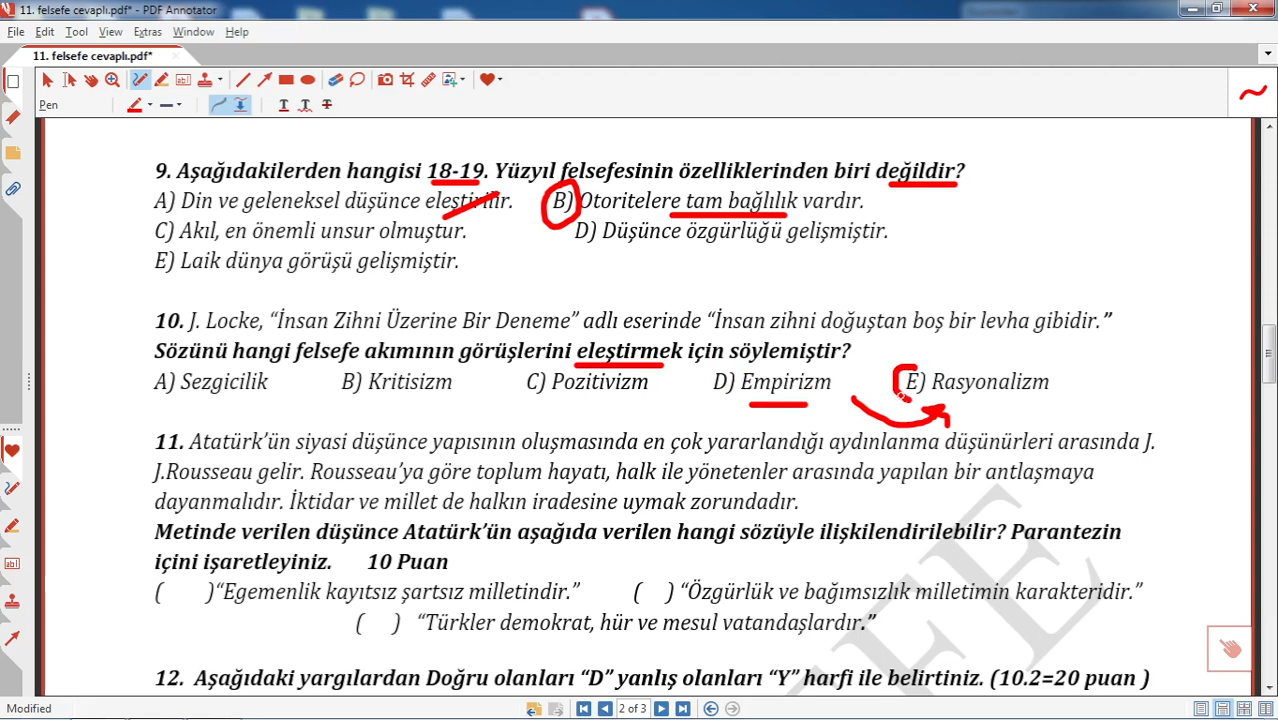 11. felsefe cevaplı.pdf* - PDF Annotator
File Edit Tool View Extras Window Help
11. felsefe cevaplı.pdf*
Pen
9. Aşağıdakilerden hangisi 18-19. Yüzyıl felsefesinin özelliklerinden biri değildir?
A) Din ve geleneksel düşünce eleştirilir. B) Otoritelere tam bağlılık vardır.
C) Akıl, en önemli unsur olmuştur. D) Düşünce özgürlüğü gelişmiştir.
E) Laik dünya görüşü gelişmiştir.
10. J. Locke, “İnsan Zihni Üzerine Bir Deneme” adlı eserinde “İnsan zihni doğuştan boş bir levha gibidir.”
Sözünü hangi felsefe akımının görüşlerini eleştirmek için söylemiştir?
A) Sezgicilik B) Kritisizm C) Pozitivizm D) Empirizm E) Rasyonalizm
11. Atatürk’ün siyasi düşünce yapısının oluşmasında en çok yararlandığı aydınlanma düşünürleri arasında J.
J.Rousseau gelir. Rousseau’ya göre toplum hayatı, halk ile yönetenler arasında yapılan bir antlaşmaya
dayanmalıdır. İktidar ve millet de halkın iradesine uymak zorundadır.
Metinde verilen düşünce Atatürk’ün aşağıda verilen hangi sözüyle ilişkilendirilebilir? Parantezin
içini işaretleyiniz. 10 Puan
( )“Egemenlik kayıtsız şartsız milletindir.” ( ) “Özgürlük ve bağımsızlık milletimin karakteridir.”
( ) “Türkler demokrat, hür ve mesul vatandaşlardır.”
12. Aşağıdaki yargılardan Doğru olanları “D” yanlış olanları “Y” harfi ile belirtiniz. (10.2=20 puan )
Modified 2 of 3